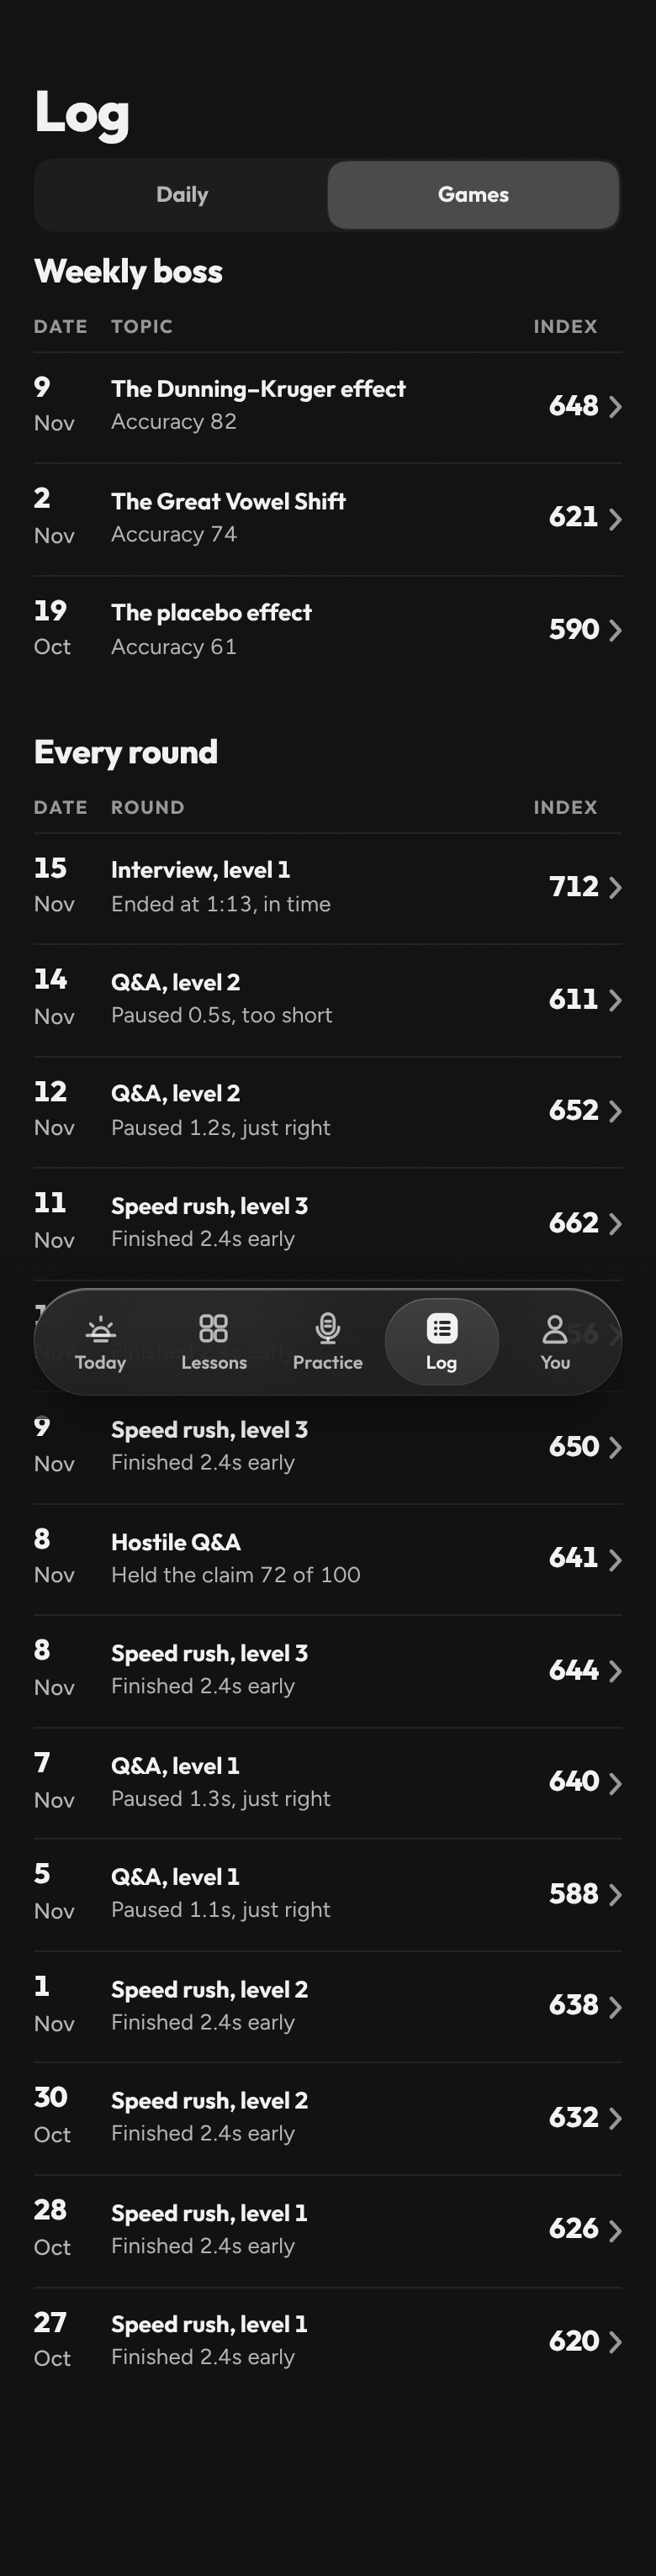 Log
Daily Games
Weekly boss
DATE TOPIC INDEX
9 The Dunning–Kruger effect 648
Nov Accuracy 82
2 The Great Vowel Shift 621
Nov Accuracy 74
19 The placebo effect 590
Oct Accuracy 61
Every round
DATE ROUND INDEX
15 Interview, level 1 712
Nov Ended at 1:13, in time
14 Q&A, level 2 611
Nov Paused 0.5s, too short
12 Q&A, level 2 652
Nov Paused 1.2s, just right
11 Speed rush, level 3 662
Nov Finished 2.4s early
Today Lessons Practice Log You
9 Speed rush, level 3 650
Nov Finished 2.4s early
8 Hostile Q&A 641
Nov Held the claim 72 of 100
8 Speed rush, level 3 644
Nov Finished 2.4s early
7 Q&A, level 1 640
Nov Paused 1.3s, just right
5 Q&A, level 1 588
Nov Paused 1.1s, just right
1 Speed rush, level 2 638
Nov Finished 2.4s early
30 Speed rush, level 2 632
Oct Finished 2.4s early
28 Speed rush, level 1 626
Oct Finished 2.4s early
27 Speed rush, level 1 620
Oct Finished 2.4s early